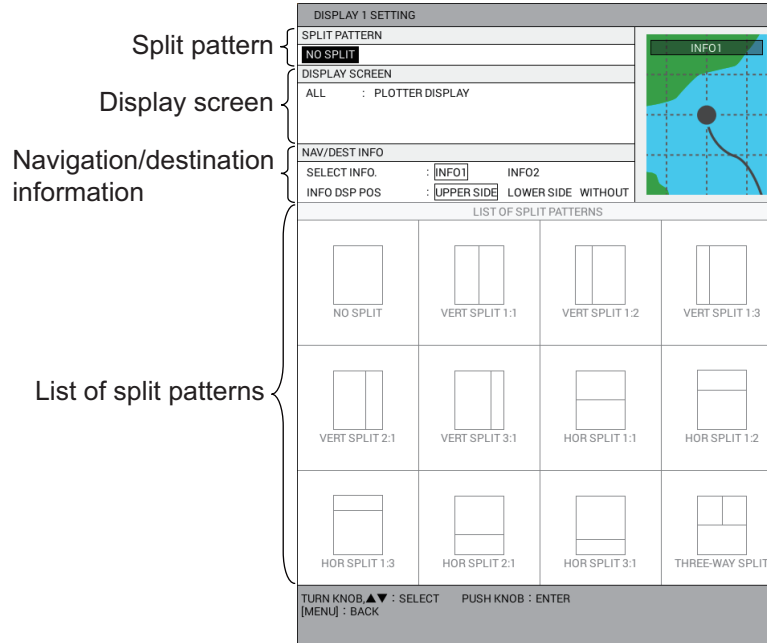 DISPLAY 1 SETTING
Split pattern
SPLIT PATTERN
NO SPLIT
INFO1
Display screen
DISPLAY SCREEN
ALL : PLOTTER DISPLAY
Navigation/destination
information
NAV/DEST INFO
SELECT INFO. : INFO1 INFO2
INFO DSP POS : UPPER SIDE LOWER SIDE WITHOUT
List of split patterns
LIST OF SPLIT PATTERNS
NO SPLIT VERT SPLIT 1:1 VERT SPLIT 1:2 VERT SPLIT 1:3
VERT SPLIT 2:1 VERT SPLIT 3:1 HOR SPLIT 1:1 HOR SPLIT 1:2
HOR SPLIT 1:3 HOR SPLIT 2:1 HOR SPLIT 3:1 THREE-WAY SPLIT
TURN KNOB,▲▼ : SELECT PUSH KNOB : ENTER
[MENU] : BACK